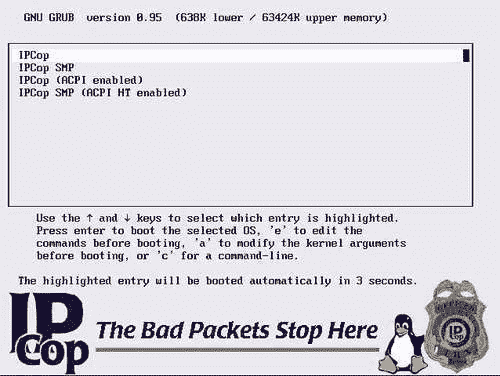 GNU GRUB version 0.95 (638K lower / 63424K upper memory)
IPCop
IPCop SMP
IPCop (ACPI enabled)
IPCop SMP (ACPI HT enabled)
Use the ↑ and ↓ keys to select which entry is highlighted.
Press enter to boot the selected OS, 'e' to edit the
commands before booting, 'a' to modify the kernel arguments
before booting, or 'c' for a command-line.
The highlighted entry will be booted automatically in 3 seconds.
IPCop
The Bad Packets Stop Here
IP
Cop